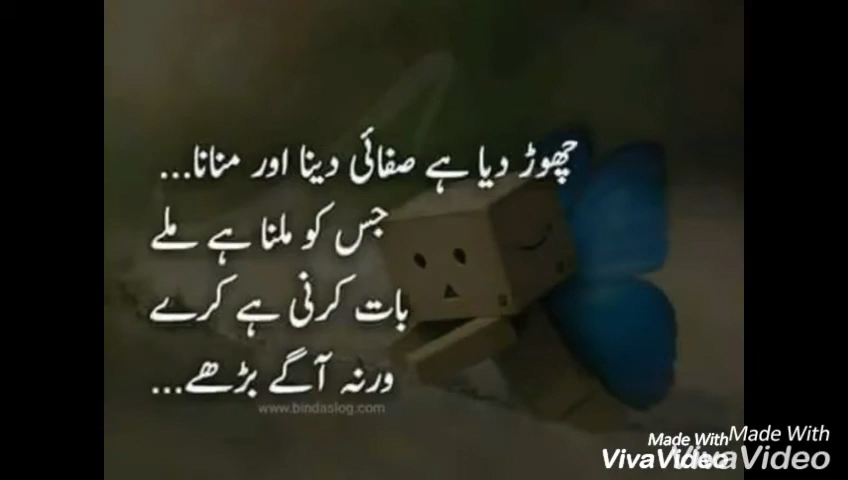 چھوڑ دیا ہے صفائی دینا اور منانا...
جس کو ملنا ہے ملے
بات کرنی ہے کرے
ورنہ آگے بڑھے...
www.bindaslog.com
Made With
VivaVideo
Made With
VivaVideo